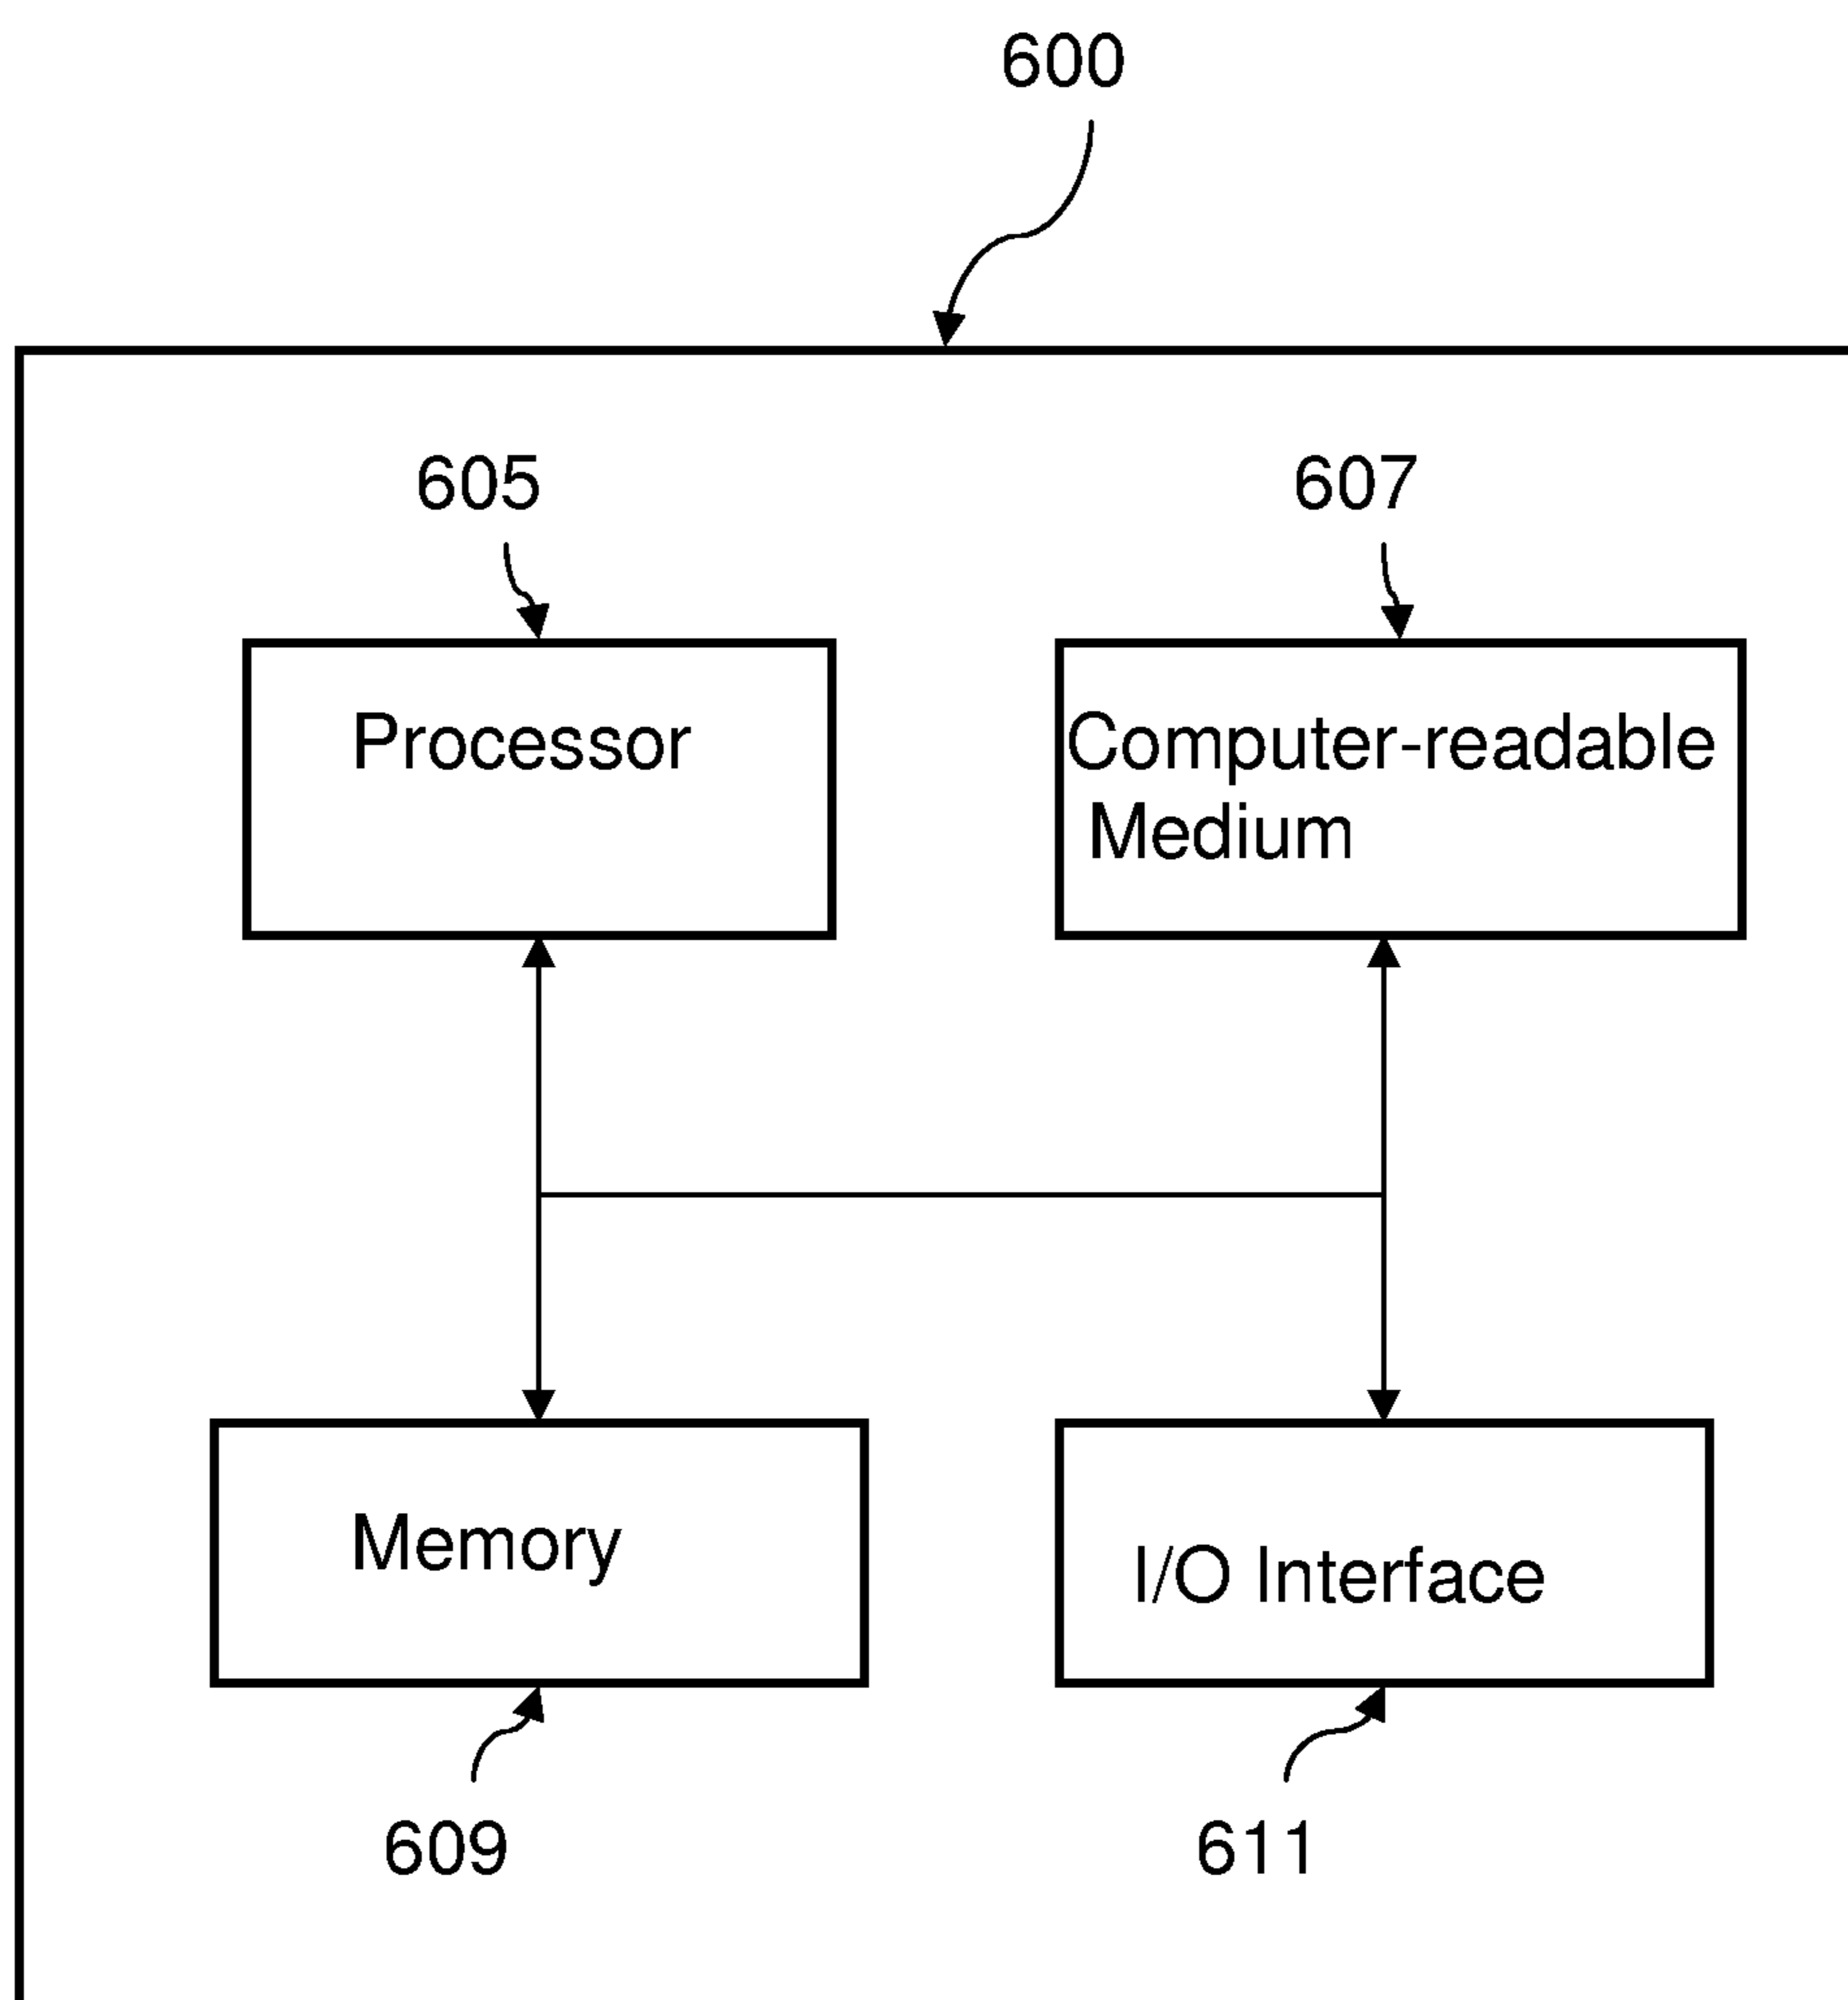 600
605
607
Processor
Computer-readable
Medium
Memory
I/O Interface
609
611